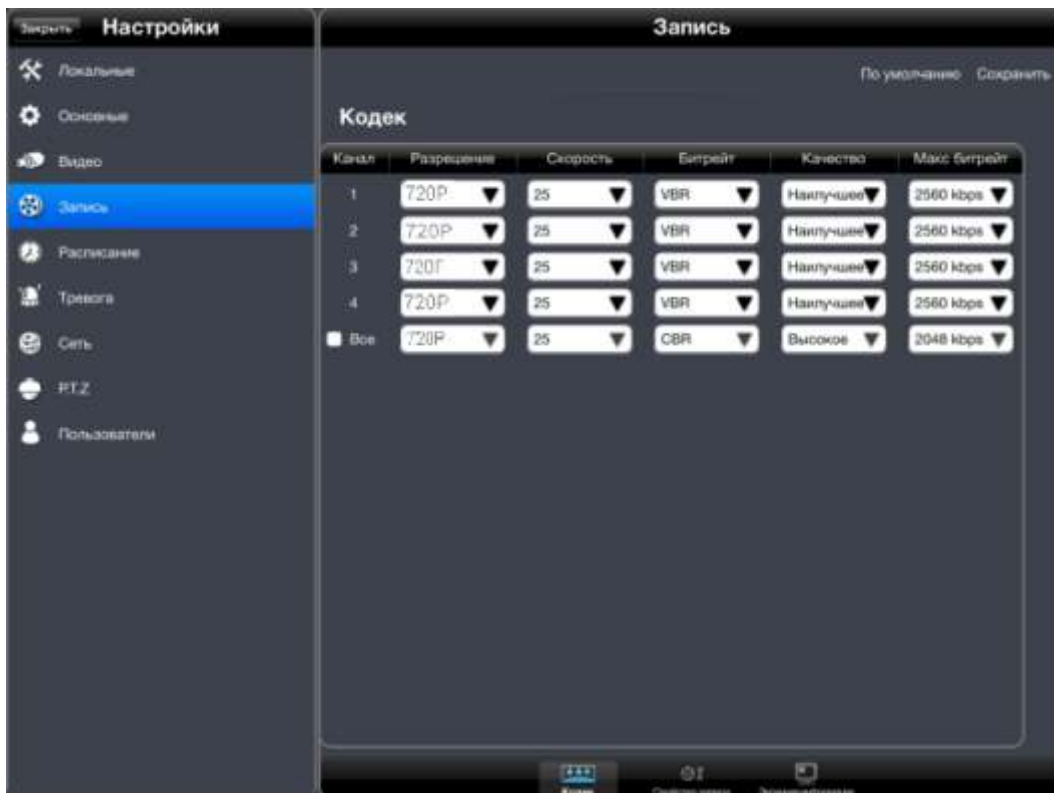 Закрыть Настройки
Запись
Локальные
Основные
Видео
Запись
Расписание
Тревога
Сеть
P.T.Z
Пользователи
По умолчанию Сохранить
Кодек
Канал Разрешение Скорость Битрейт Качество Макс битрейт
1 720P 25 VBR Наилучшее 2560 kbps
2 720P 25 VBR Наилучшее 2560 kbps
3 720 25 VBR Наилучшее 2560 kbps
4 720P 25 VBR Наилучшее 2560 kbps
Все 720P 25 CBR Высокое 2048 kbps
Кодек